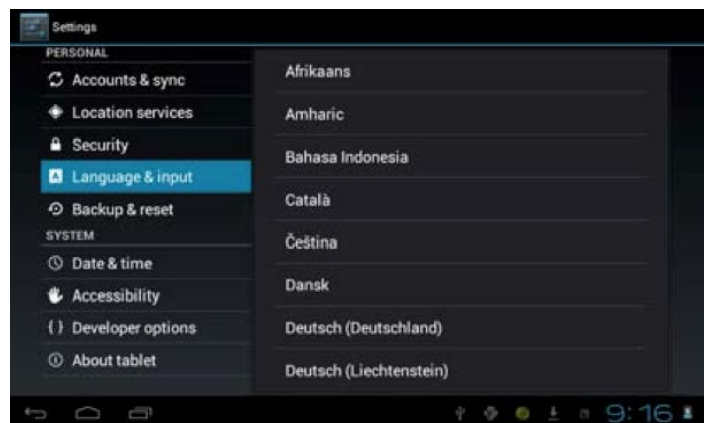 Settings
PERSONAL
Accounts & sync
Location services
Security
Language & input
Backup & reset
SYSTEM
Date & time
Accessibility
{ } Developer options
About tablet
Afrikaans
Amharic
Bahasa Indonesia
Català
Čeština
Dansk
Deutsch (Deutschland)
Deutsch (Liechtenstein)
9:16